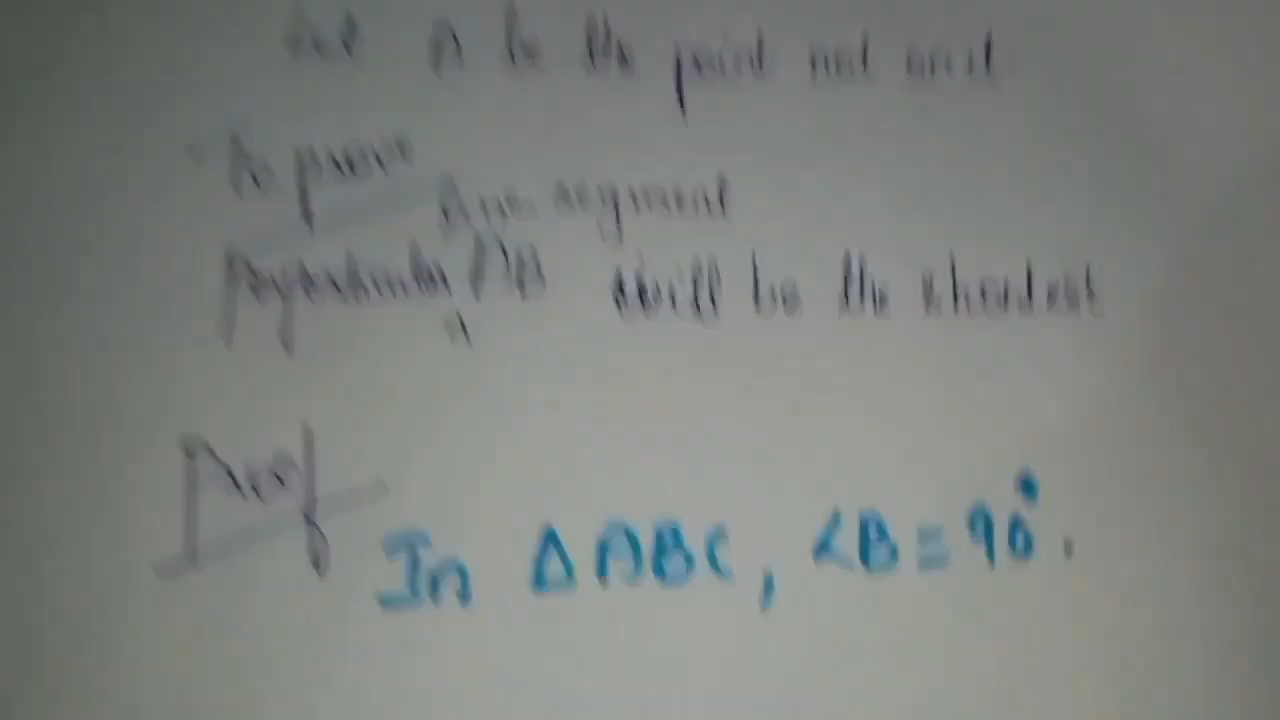 Let A be the point not on it
To prove
line segment
AB will be the shortest
Proof
In ΔABC, ∠B = 90°.